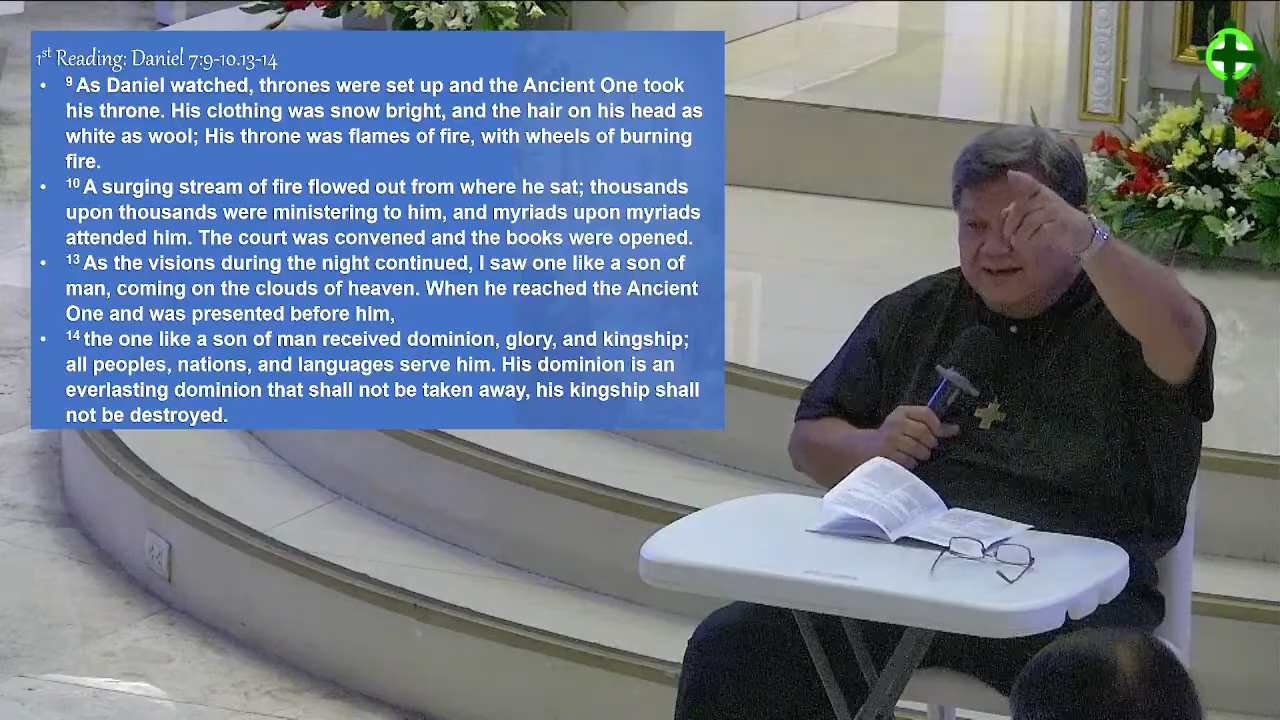 1st Reading: Daniel 7:9-10.13-14
• 9 As Daniel watched, thrones were set up and the Ancient One took
his throne. His clothing was snow bright, and the hair on his head as
white as wool; His throne was flames of fire, with wheels of burning
fire.
• 10 A surging stream of fire flowed out from where he sat; thousands
upon thousands were ministering to him, and myriads upon myriads
attended him. The court was convened and the books were opened.
• 13 As the visions during the night continued, I saw one like a son of
man, coming on the clouds of heaven. When he reached the Ancient
One and was presented before him,
• 14 the one like a son of man received dominion, glory, and kingship;
all peoples, nations, and languages serve him. His dominion is an
everlasting dominion that shall not be taken away, his kingship shall
not be destroyed.